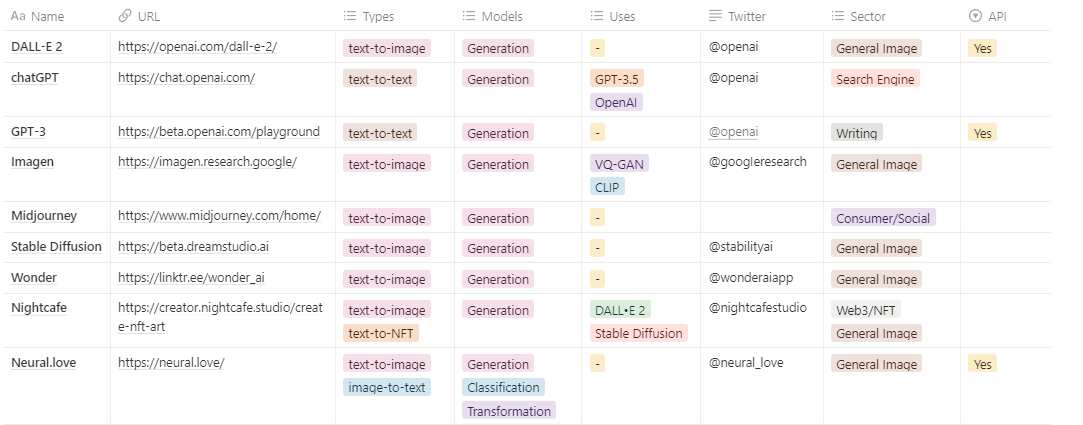 Aa Name URL Types Models Uses Twitter Sector API
DALL-E 2 https://openai.com/dall-e-2/ text-to-image Generation - @openai General Image Yes
chatGPT https://chat.openai.com/ text-to-text Generation GPT-3.5 @openai Search Engine
OpenAI
GPT-3 https://beta.openai.com/playground text-to-text Generation - @openai Writing Yes
Imagen https://imagen.research.google/ text-to-image Generation VQ-GAN @googleresearch General Image
CLIP
Midjourney https://www.midjourney.com/home/ text-to-image Generation - Consumer/Social
Stable Diffusion https://beta.dreamstudio.ai text-to-image Generation - @stabilityai General Image
Wonder https://linktr.ee/wonder_ai text-to-image Generation - @wonderaiapp General Image
Nightcafe https://creator.nightcafe.studio/creat text-to-image Generation DALL•E 2 @nightcafestudio Web3/NFT
e-nft-art text-to-NFT Stable Diffusion General Image
Neural.love https://neural.love/ text-to-image Generation - @neural_love General Image Yes
image-to-text Classification
Transformation